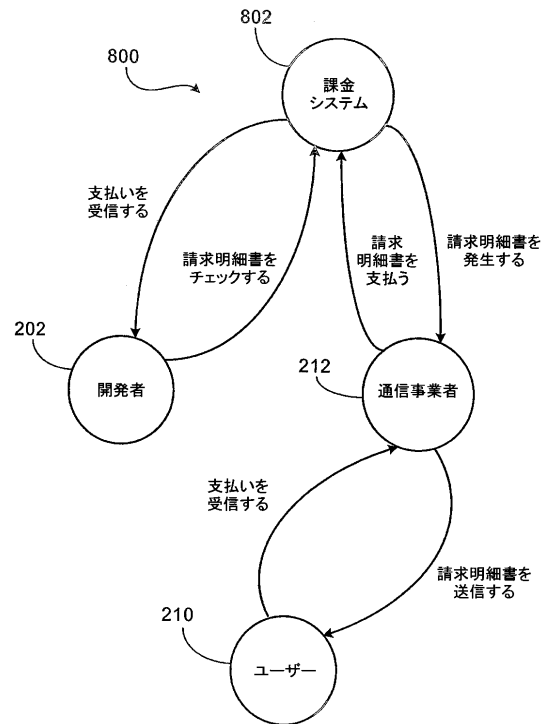 802
800
課金
システム
支払いを
受信する
請求明細書を
チェックする
請求
明細書を
支払う
請求明細書を
発生する
202
開発者
212
通信事業者
支払いを
受信する
請求明細書を
送信する
210
ユーザー